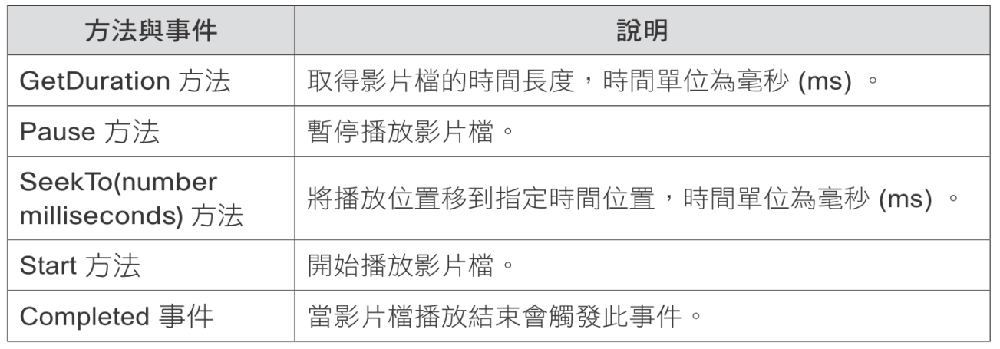 方法與事件
說明
GetDuration 方法
取得影片檔的時間長度，時間單位為毫秒 (ms) 。
Pause 方法
暫停播放影片檔。
SeekTo(number
milliseconds) 方法
將播放位置移到指定時間位置，時間單位為毫秒 (ms) 。
Start 方法
開始播放影片檔。
Completed 事件
當影片檔播放結束會觸發此事件。